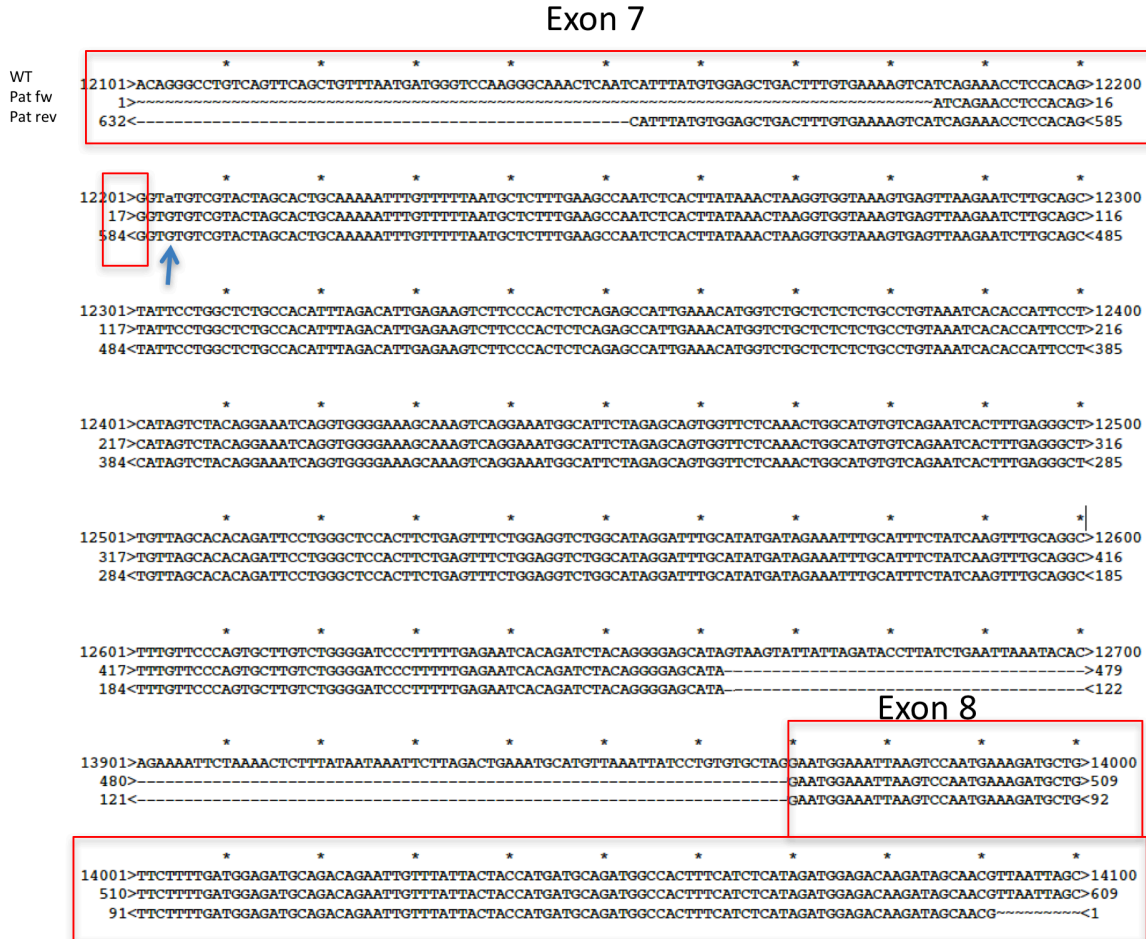 Exon 7
* * * * * * * * * *
WT 12101>ACAGGGCCTGTCAGTTCAGCTGTTTAATGATGGGTCCAAGGGCAAACTCAATCATTTATGTGGAGCTGACTTTGTGAAAAGTCATCAGAAACCTCCACAG>12200
Pat fw 1>~~~~~~~~~~~~~~~~~~~~~~~~~~~~~~~~~~~~~~~~~~~~~~~~~~~~~~~~~~~~~~~~~~~~~~~~~~~~~~~~~~~~ATCAGAACCTCCACAG>16
Pat rev 632<----------------------------------------------------CATTTATGTGGAGCTGACTTTGTGAAAAGTCATCAGAAACCTCCACAG<585
* * * * * * * * * *
12201>GGTaTGTCGTACTAGCACTGCAAAAATTTGTTTTTAATGCTCTTTGAAGCCAATCTCACTTATAAACTAAGGTGGTAAAGTGAGTTAAGAATCTTGCAGC>12300
17>GGTGTGTCGTACTAGCACTGCAAAAATTTGTTTTTAATGCTCTTTGAAGCCAATCTCACTTATAAACTAAGGTGGTAAAGTGAGTTAAGAATCTTGCAGC>116
584<GGTGTGTCGTACTAGCACTGCAAAAATTTGTTTTTAATGCTCTTTGAAGCCAATCTCACTTATAAACTAAGGTGGTAAAGTGAGTTAAGAATCTTGCAGC<485
* * * * * * * * * *
12301>TATTCCTGGCTCTGCCACATTTAGACATTGAGAAGTCTTCCCACTCTCAGAGCCATTGAAACATGGTCTGCTCTCTCTGCCTGTAAATCACACCATTCCT>12400
117>TATTCCTGGCTCTGCCACATTTAGACATTGAGAAGTCTTCCCACTCTCAGAGCCATTGAAACATGGTCTGCTCTCTCTGCCTGTAAATCACACCATTCCT>216
484<TATTCCTGGCTCTGCCACATTTAGACATTGAGAAGTCTTCCCACTCTCAGAGCCATTGAAACATGGTCTGCTCTCTCTGCCTGTAAATCACACCATTCCT<385
* * * * * * * * * *
12401>CATAGTCTACAGGAAATCAGGTGGGGAAAGCAAAGTCAGGAAATGGCATTCTAGAGCAGTGGTTCTCAAACTGGCATGTGTCAGAATCACTTTGAGGGCT>12500
217>CATAGTCTACAGGAAATCAGGTGGGGAAAGCAAAGTCAGGAAATGGCATTCTAGAGCAGTGGTTCTCAAACTGGCATGTGTCAGAATCACTTTGAGGGCT>316
384<CATAGTCTACAGGAAATCAGGTGGGGAAAGCAAAGTCAGGAAATGGCATTCTAGAGCAGTGGTTCTCAAACTGGCATGTGTCAGAATCACTTTGAGGGCT<285
* * * * * * * * * *
12501>TGTTAGCACACAGATTCCTGGGCTCCACTTCTGAGTTTCTGGAGGTCTGGCATAGGATTTGCATATGATAGAAATTTGCATTTCTATCAAGTTTGCAGGC>12600
317>TGTTAGCACACAGATTCCTGGGCTCCACTTCTGAGTTTCTGGAGGTCTGGCATAGGATTTGCATATGATAGAAATTTGCATTTCTATCAAGTTTGCAGGC>416
284<TGTTAGCACACAGATTCCTGGGCTCCACTTCTGAGTTTCTGGAGGTCTGGCATAGGATTTGCATATGATAGAAATTTGCATTTCTATCAAGTTTGCAGGC<185
* * * * * * * * * *
12601>TTTGTTCCCAGTGCTTGTCTGGGGATCCCTTTTTGAGAATCACAGATCTACAGGGGAGCATAGTAAGTATTATTAGATACCTTATCTGAATTAAATACAC>12700
417>TTTGTTCCCAGTGCTTGTCTGGGGATCCCTTTTTGAGAATCACAGATCTACAGGGGAGCATA-------------------------------------->479
184<TTTGTTCCCAGTGCTTGTCTGGGGATCCCTTTTTGAGAATCACAGATCTACAGGGGAGCATA--------------------------------------<122
Exon 8
* * * * * * * * * *
13901>AGAAAATTCTAAAACTCTTTATAATAAATTCTTAGACTGAAATGCATGTTAAATTATCCTGTGTGCTAGGAATGGAAATTAAGTCCAATGAAAGATGCTG>14000
480>---------------------------------------------------------------------GAATGGAAATTAAGTCCAATGAAAGATGCTG>509
121<---------------------------------------------------------------------GAATGGAAATTAAGTCCAATGAAAGATGCTG<92
* * * * * * * * * *
14001>TTCTTTTGATGGAGATGCAGACAGAATTGTTTATTACTACCATGATGCAGATGGCCACTTTCATCTCATAGATGGAGACAAGATAGCAACGTTAATTAGC>14100
510>TTCTTTTGATGGAGATGCAGACAGAATTGTTTATTACTACCATGATGCAGATGGCCACTTTCATCTCATAGATGGAGACAAGATAGCAACGTTAATTAGC>609
91<TTCTTTTGATGGAGATGCAGACAGAATTGTTTATTACTACCATGATGCAGATGGCCACTTTCATCTCATAGATGGAGACAAGATAGCAACG~~~~~~~~~<1